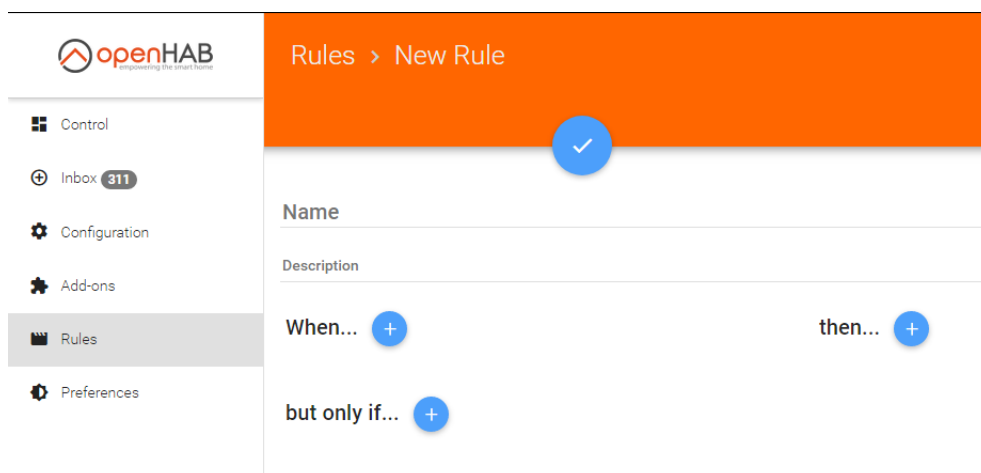 openHAB
empowering the smart home
Rules > New Rule
Control
Inbox 311
Configuration
Add-ons
Rules
Preferences
Name
Description
When... +
then... +
but only if... +